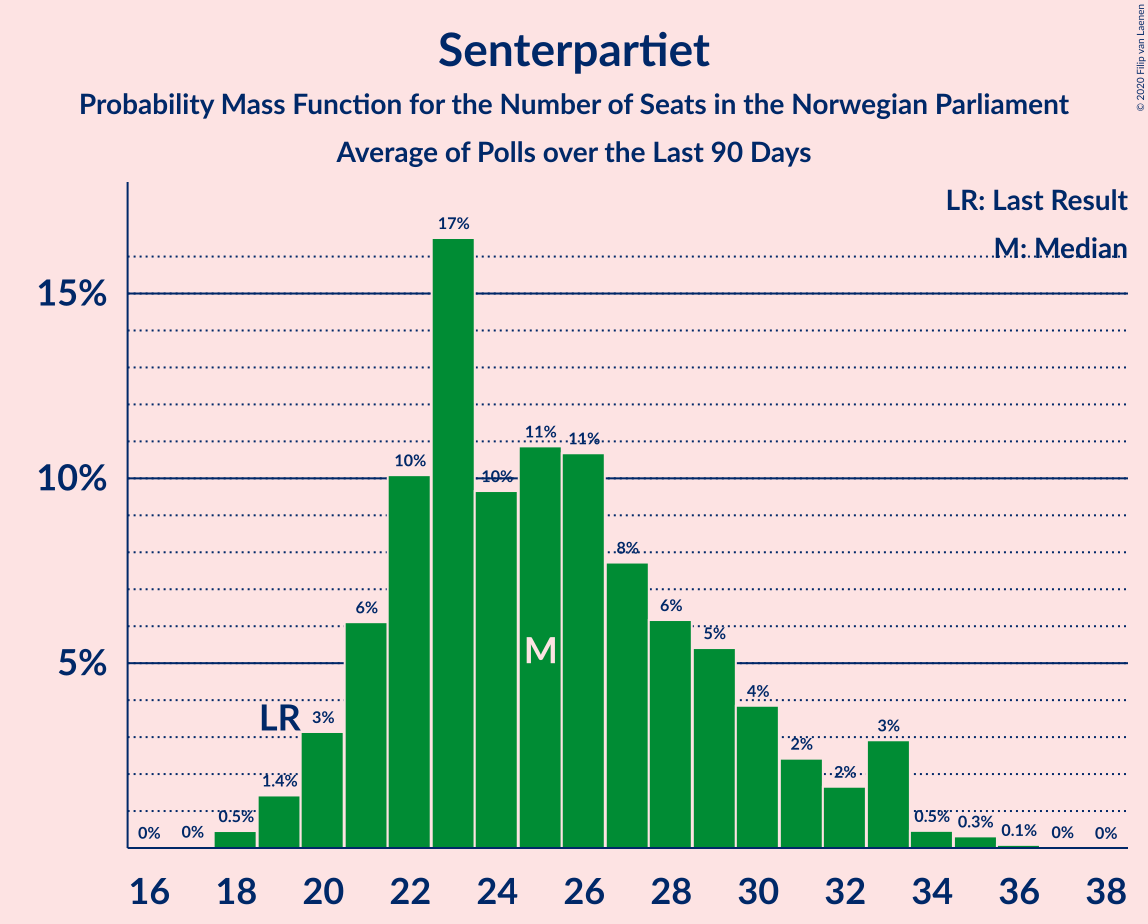 Senterpartiet
Probability Mass Function for the Number of Seats in the Norwegian Parliament
Average of Polls over the Last 90 Days
© 2020 Filip van Laenen
LR: Last Result
M: Median
15%
10%
5%
0%
0%
0.5%
1.4%
3%
6%
10%
17%
10%
11%
11%
8%
6%
5%
4%
2%
2%
3%
0.5%
0.3%
0.1%
0%
0%
LR
M
16 18 20 22 24 26 28 30 32 34 36 38